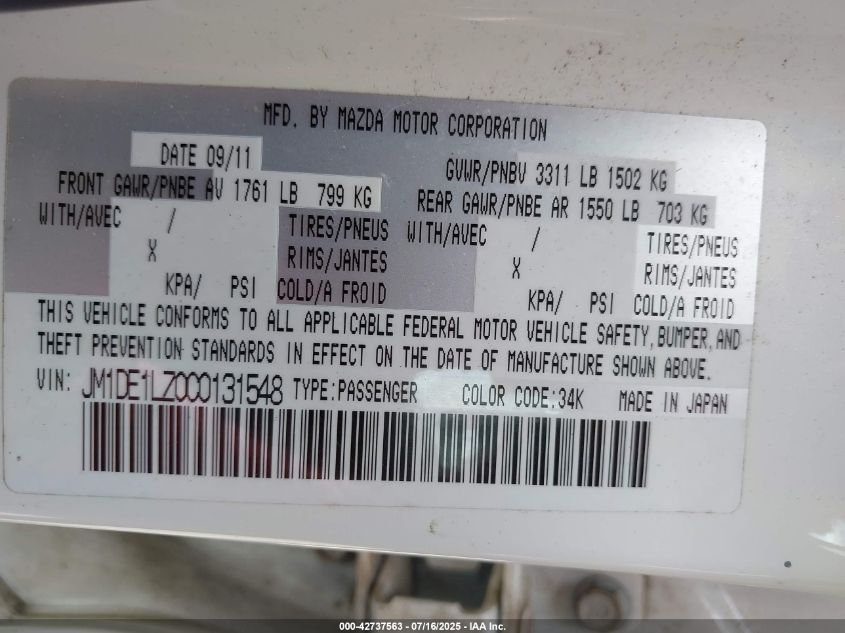 MFD. BY MAZDA MOTOR CORPORATION
DATE 09/11 GVWR/PNBV 3311 LB 1502 KG
FRONT GAWR/PNBE AV 1761 LB 799 KG REAR GAWR/PNBE AR 1550 LB 703 KG
WITH/AVEC / TIRES/PNEUS WITH/AVEC / TIRES/PNEUS
X RIMS/JANTES X RIMS/JANTES
KPA/ PSI COLD/A FROID KPA/ PSI COLD/A FROID
THIS VEHICLE CONFORMS TO ALL APPLICABLE FEDERAL MOTOR VEHICLE SAFETY, BUMPER, AND
THEFT PREVENTION STANDARDS IN EFFECT ON THE DATE OF MANUFACTURE SHOWN ABOVE.
VIN: JM1DE1LZ0C0131548 TYPE:PASSENGER COLOR CODE:34K MADE IN JAPAN
000-42737563 - 07/16/2025 - IAA Inc.